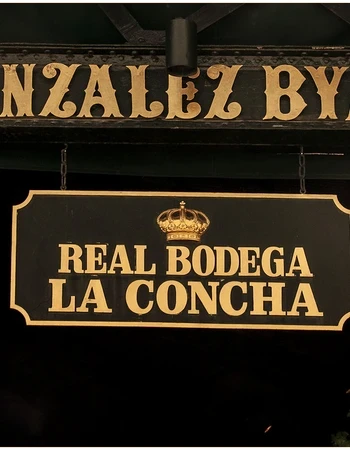 NZALEZ BY
REAL BODEGA
LA CONCHA